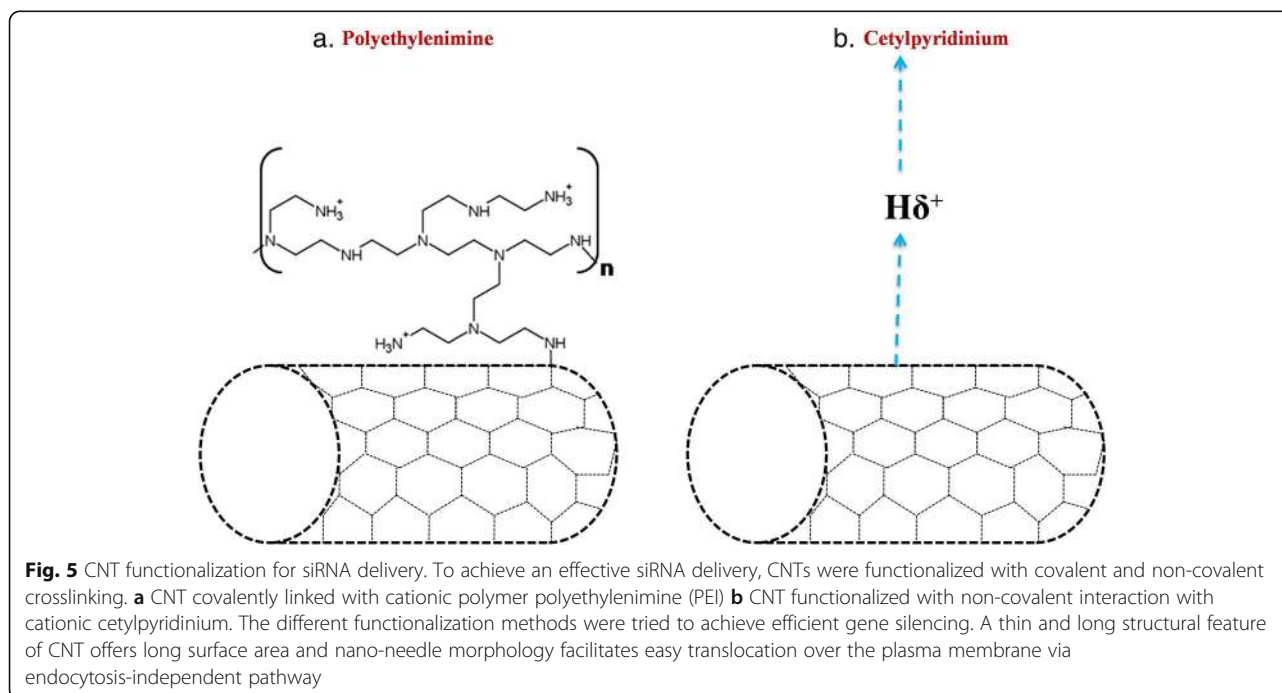 a. Polyethylenimine
b. Cetylpyridinium
NH₃⁺
NH
NH₃⁺
N
NH
N
N
NH
n
Hδ⁺
H₃N⁺
N
NH
Fig. 5 CNT functionalization for siRNA delivery. To achieve an effective siRNA delivery, CNTs were functionalized with covalent and non-covalent
crosslinking. a CNT covalently linked with cationic polymer polyethylenimine (PEI) b CNT functionalized with non-covalent interaction with
cationic cetylpyridinium. The different functionalization methods were tried to achieve efficient gene silencing. A thin and long structural feature
of CNT offers long surface area and nano-needle morphology facilitates easy translocation over the plasma membrane via
endocytosis-independent pathway